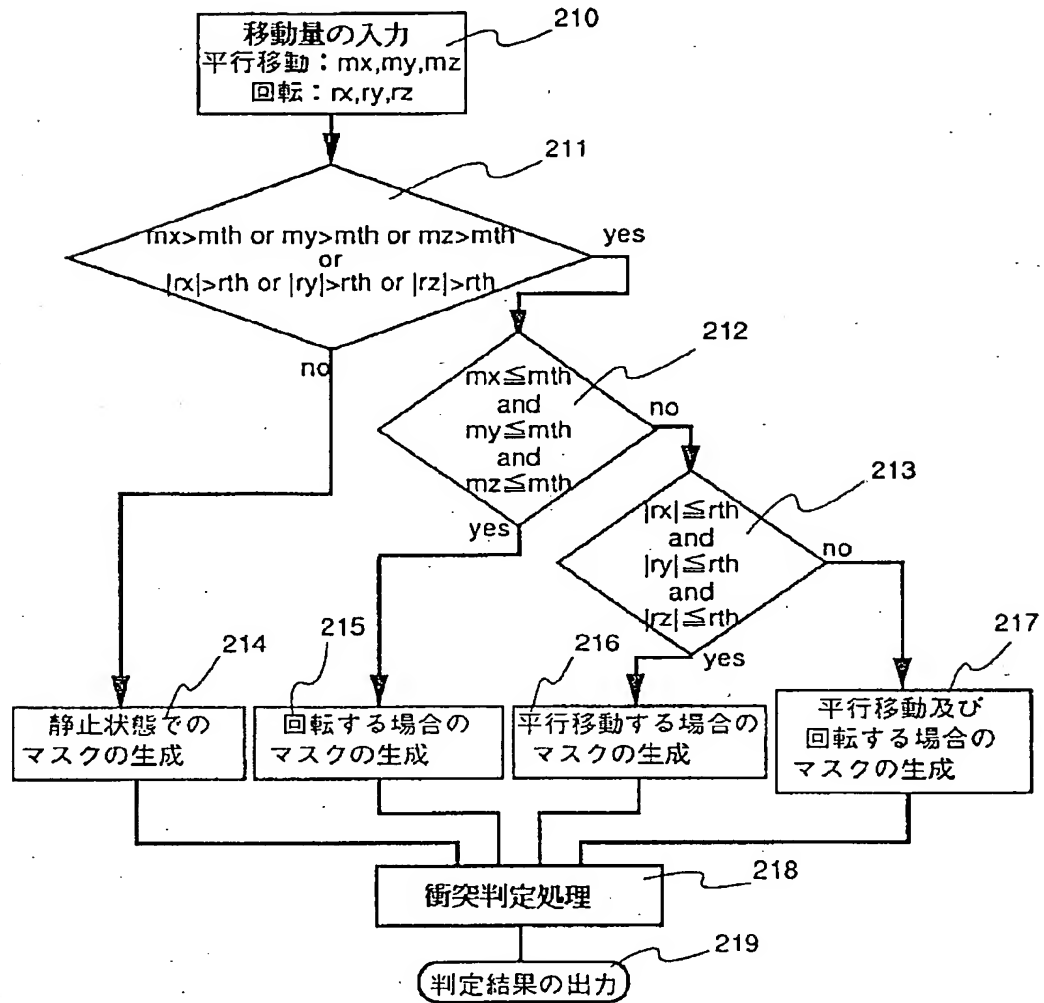 210
移動量の入力
平行移動：mx,my,mz
回転：rx,ry,rz
211
mx>mth or my>mth or mz>mth
or
|rx|>rth or |ry|>rth or |rz|>rth
yes
no
212
mx≦mth
and
my≦mth
and
mz≦mth
no
yes
213
|rx|≦rth
and
|ry|≦rth
and
|rz|≦rth
no
yes
214
静止状態での
マスクの生成
215
回転する場合の
マスクの生成
216
平行移動する場合の
マスクの生成
217
平行移動及び
回転する場合の
マスクの生成
218
衝突判定処理
219
判定結果の出力